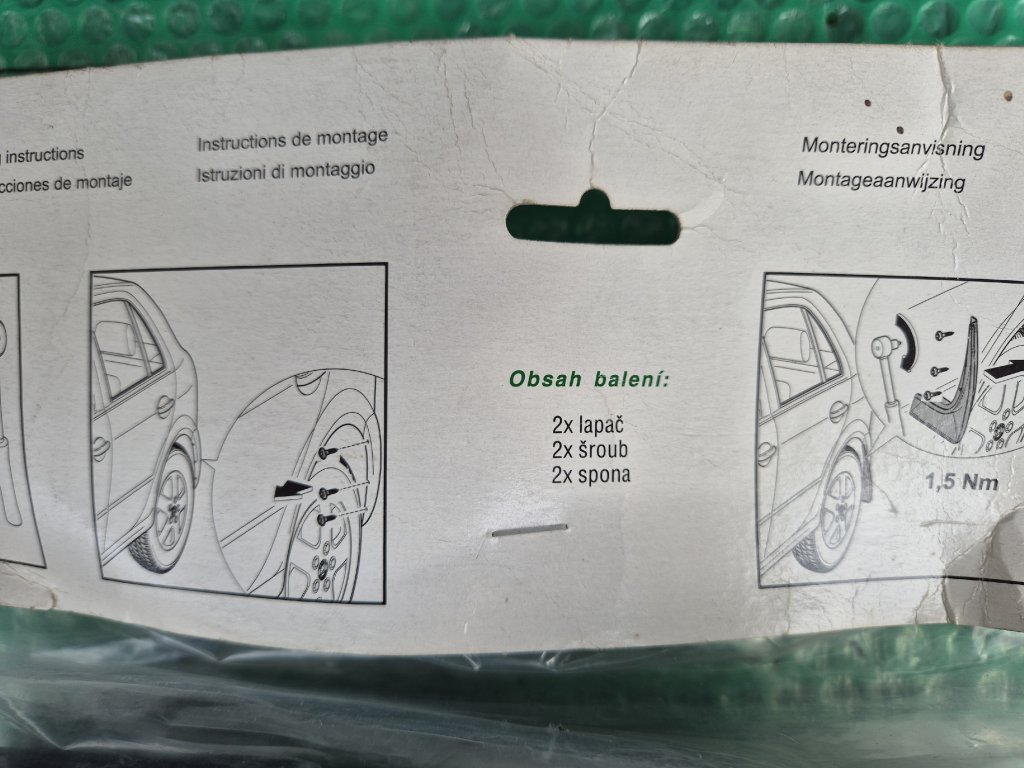 instructions
cciones de montaje
Instructions de montage
Istruzioni di montaggio
Monteringsanvisning
Montageaanwijzing
Obsah balení:
2x lapač
2x šroub
2x spona
1,5 Nm